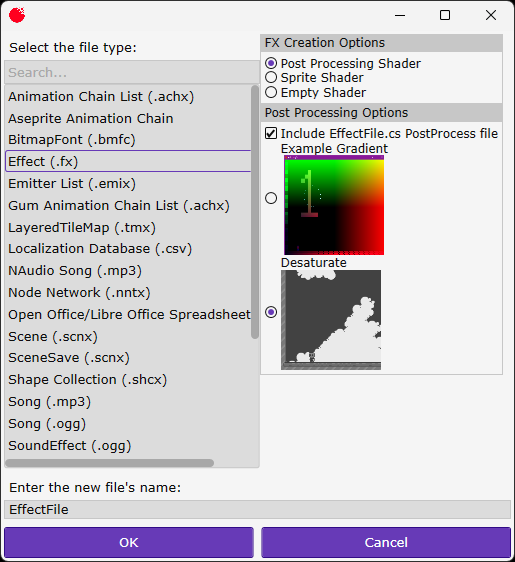 Select the file type:
Search...
Animation Chain List (.achx)
Aseprite Animation Chain
BitmapFont (.bmfc)
Effect (.fx)
Emitter List (.emix)
Gum Animation Chain List (.achx)
LayeredTileMap (.tmx)
Localization Database (.csv)
NAudio Song (.mp3)
Node Network (.nntx)
Open Office/Libre Office Spreadsheet
Scene (.scnx)
SceneSave (.scnx)
Shape Collection (.shcx)
Song (.mp3)
Song (.ogg)
SoundEffect (.ogg)
FX Creation Options
Post Processing Shader
Sprite Shader
Empty Shader
Post Processing Options
Include EffectFile.cs PostProcess file
Example Gradient
Desaturate
Enter the new file's name:
EffectFile
OK
Cancel